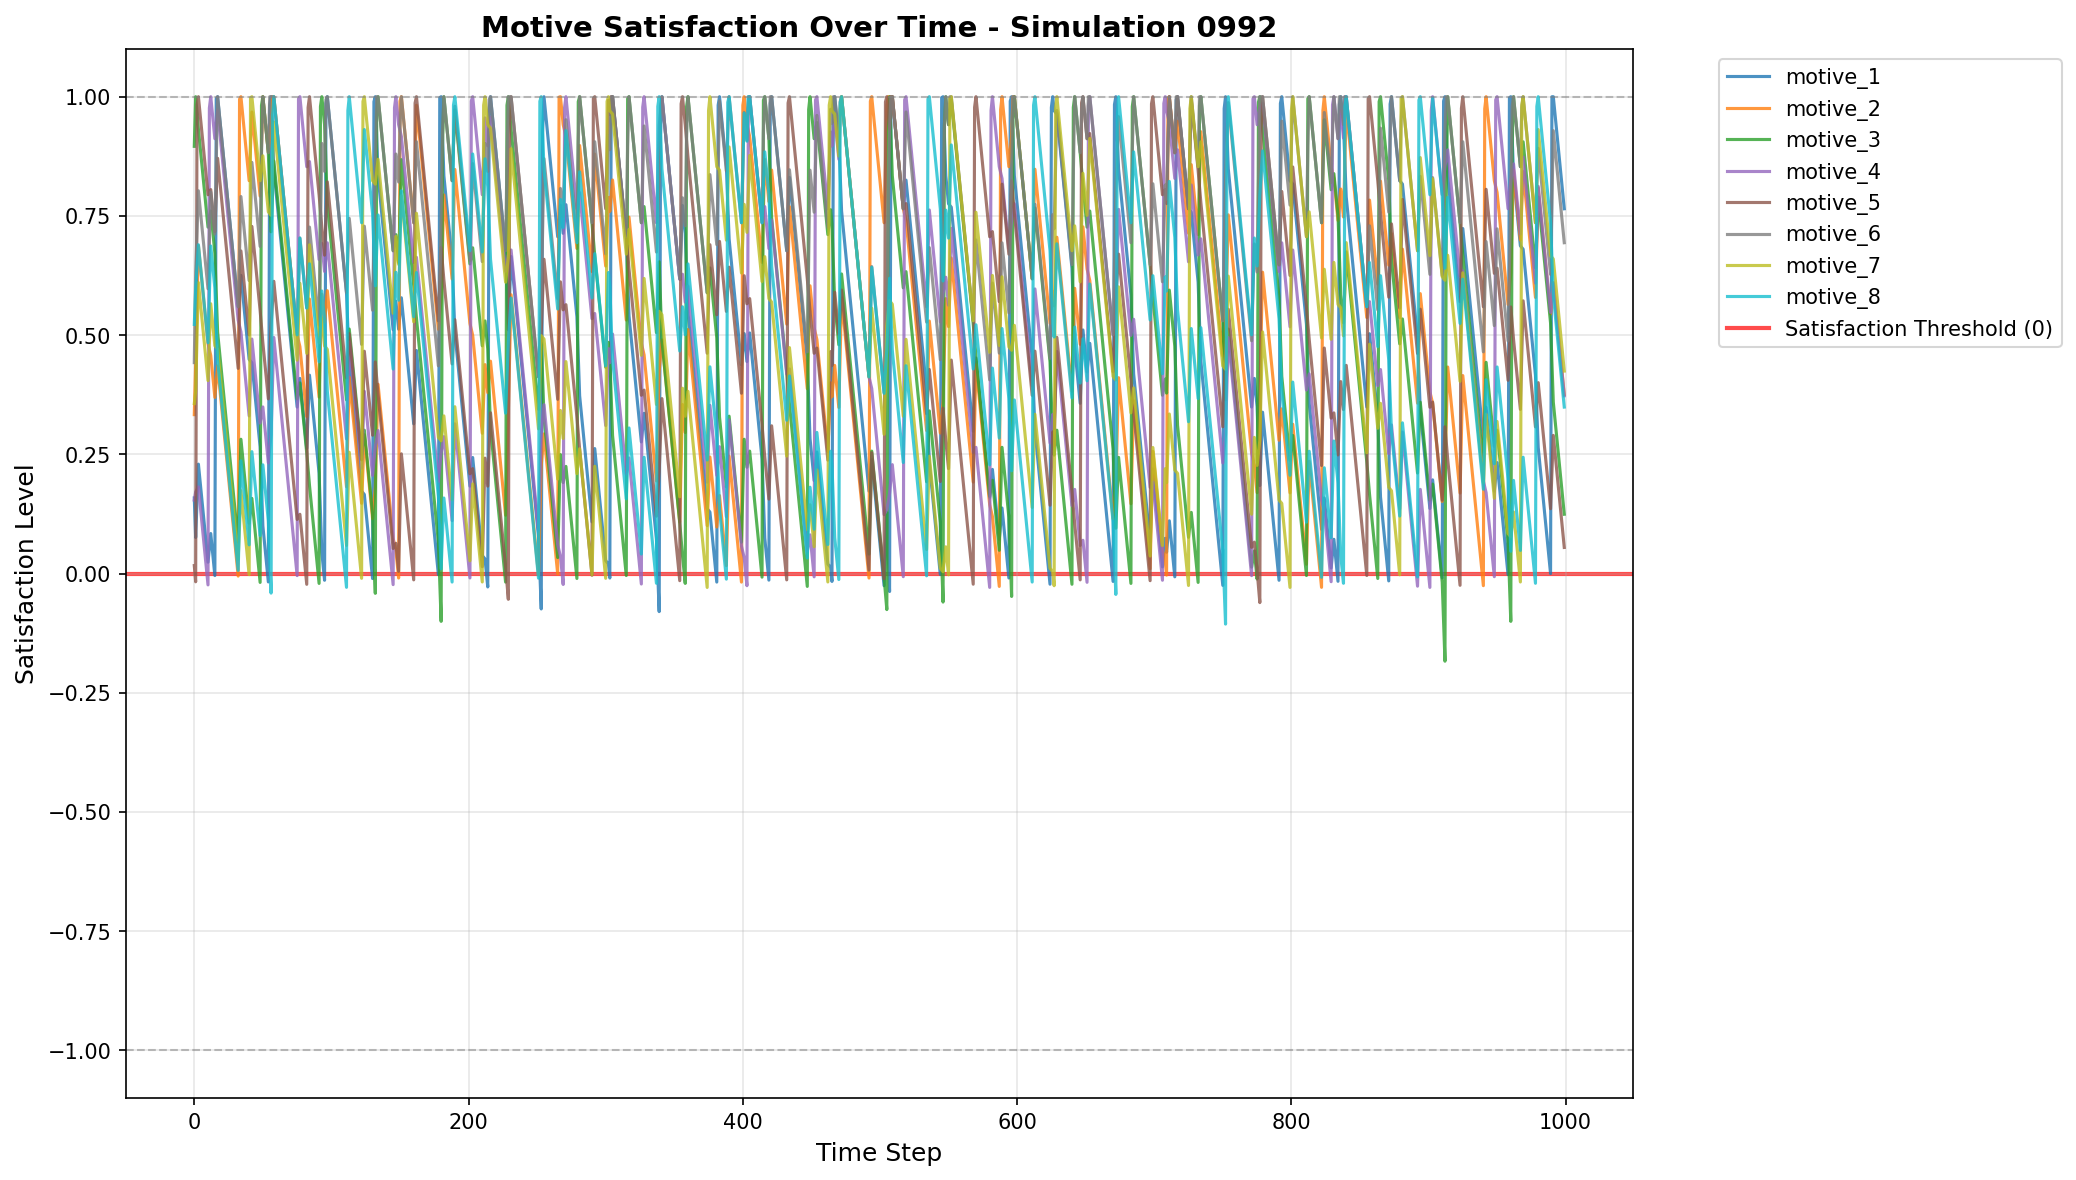 Motive Satisfaction Over Time - Simulation 0992
1.00
0.75
0.50
0.25
0.00
−0.25
−0.50
−0.75
−1.00
Satisfaction Level
0 200 400 600 800 1000
Time Step
motive_1
motive_2
motive_3
motive_4
motive_5
motive_6
motive_7
motive_8
Satisfaction Threshold (0)